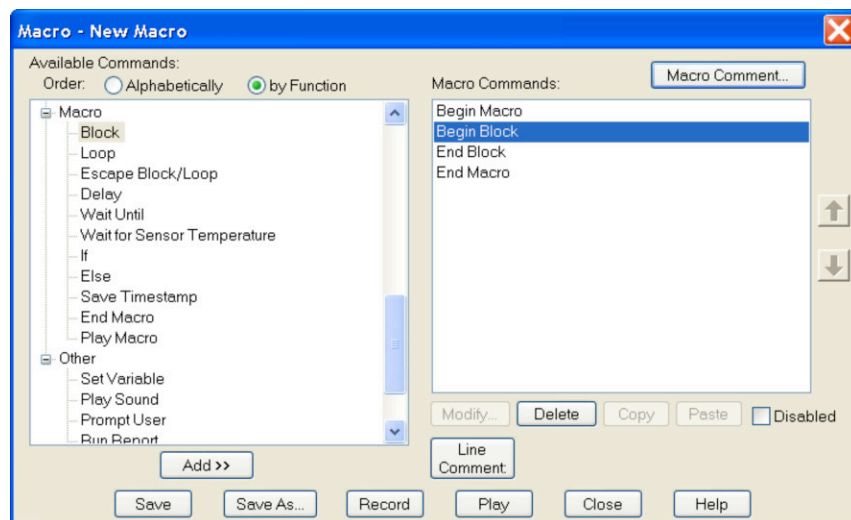 Macro - New Macro
Available Commands:
Order: Alphabetically by Function
Macro
Block
Loop
Escape Block/Loop
Delay
Wait Until
Wait for Sensor Temperature
If
Else
Save Timestamp
End Macro
Play Macro
Other
Set Variable
Play Sound
Prompt User
Run Report
Add >>
Macro Commands:
Macro Comment...
Begin Macro
Begin Block
End Block
End Macro
Modify... Delete Copy Paste Disabled
Line
Comment:
Save Save As... Record Play Close Help